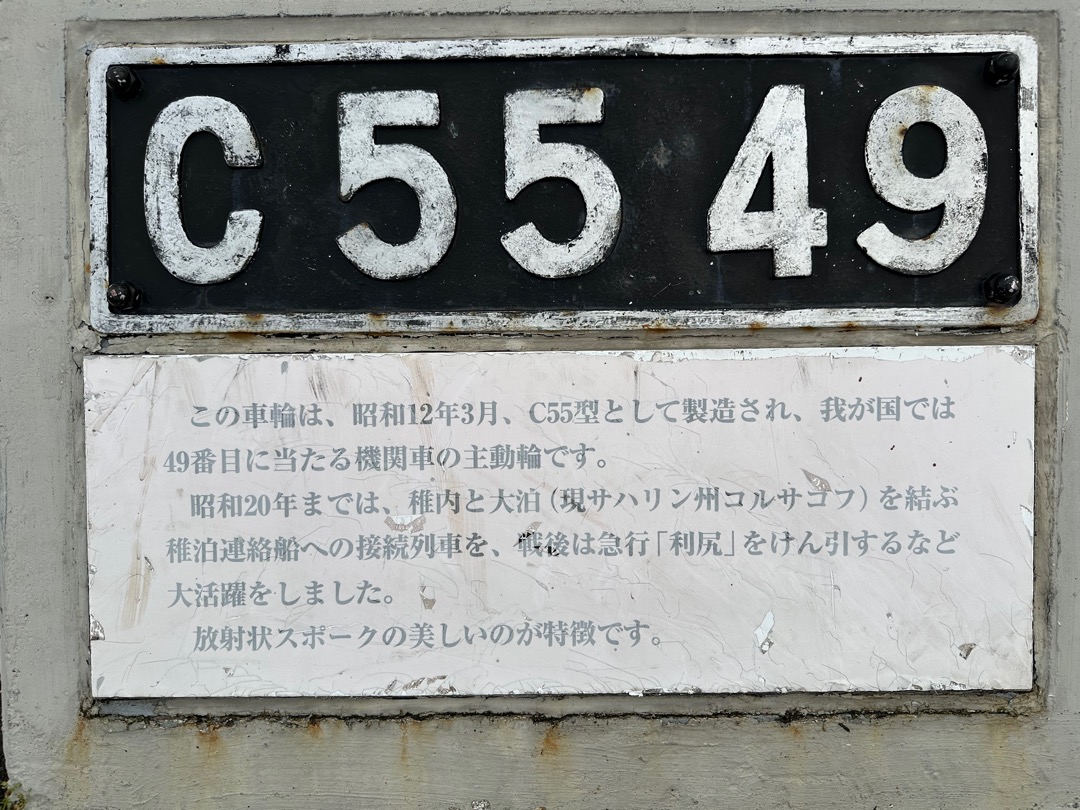 C55 49
この車輪は、昭和12年3月、C55型として製造され、我が国では
49番目に当たる機関車の主動輪です。
昭和20年までは、稚内と大泊(現サハリン州コルサコフ)を結ぶ
稚泊連絡船への接続列車を、戦後は急行「利尻」をけん引するなど
大活躍をしました。
放射状スポークの美しいのが特徴です。